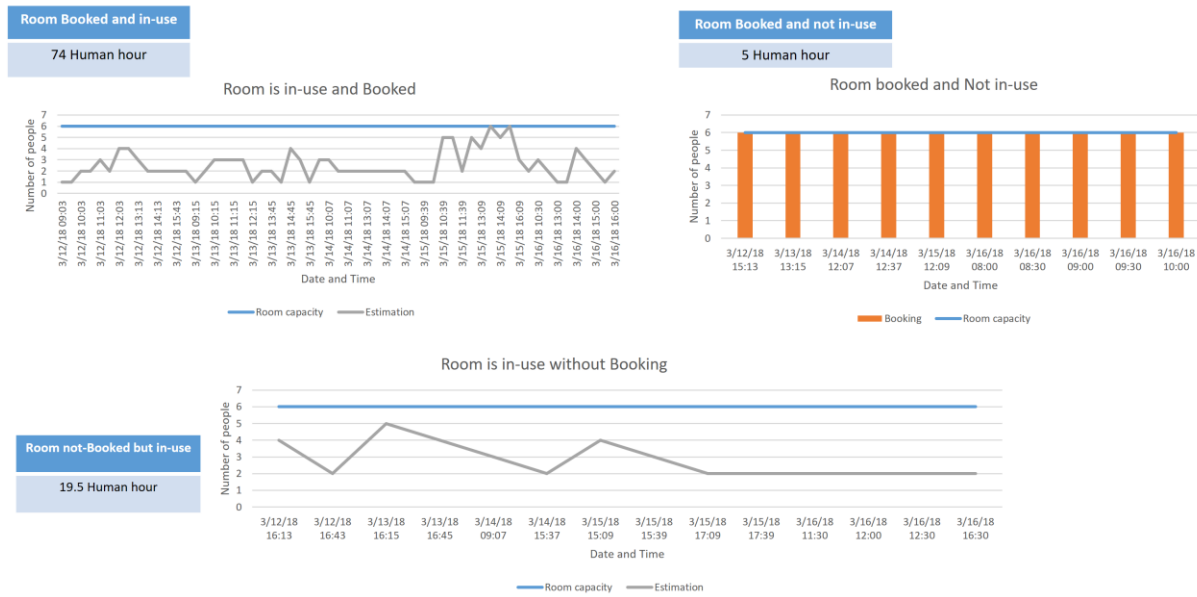 Room Booked and in-use
74 Human hour
Room is in-use and Booked
Number of people
7
6
5
4
3
2
1
0
3/12/18 09:03
3/12/18 10:03
3/12/18 11:03
3/12/18 12:03
3/12/18 13:13
3/12/18 14:13
3/12/18 15:43
3/13/18 09:15
3/13/18 10:15
3/13/18 11:15
3/13/18 12:15
3/13/18 13:45
3/13/18 14:45
3/13/18 15:45
3/14/18 10:07
3/14/18 11:07
3/14/18 13:07
3/14/18 14:07
3/14/18 15:07
3/15/18 09:39
3/15/18 10:39
3/15/18 11:39
3/15/18 13:09
3/15/18 14:09
3/15/18 16:09
3/16/18 10:30
3/16/18 13:00
3/16/18 14:00
3/16/18 15:00
3/16/18 16:00
Date and Time
Room capacity
Estimation
Room Booked and not in-use
5 Human hour
Room booked and Not in-use
Number of people
7
6
5
4
3
2
1
0
3/12/18 3/13/18 3/14/18 3/14/18 3/15/18 3/16/18 3/16/18 3/16/18 3/16/18 3/16/18
15:13 13:15 12:07 12:37 12:09 08:00 08:30 09:00 09:30 10:00
Date and Time
Booking
Room capacity
Room is in-use without Booking
Room not-Booked but in-use
19.5 Human hour
Number of people
7
6
5
4
3
2
1
0
3/12/18 3/12/18 3/13/18 3/13/18 3/14/18 3/14/18 3/15/18 3/15/18 3/15/18 3/15/18 3/16/18 3/16/18 3/16/18 3/16/18
16:13 16:43 16:15 16:45 09:07 15:37 15:09 15:39 17:09 17:39 11:30 12:00 12:30 16:30
Date and Time
Room capacity
Estimation